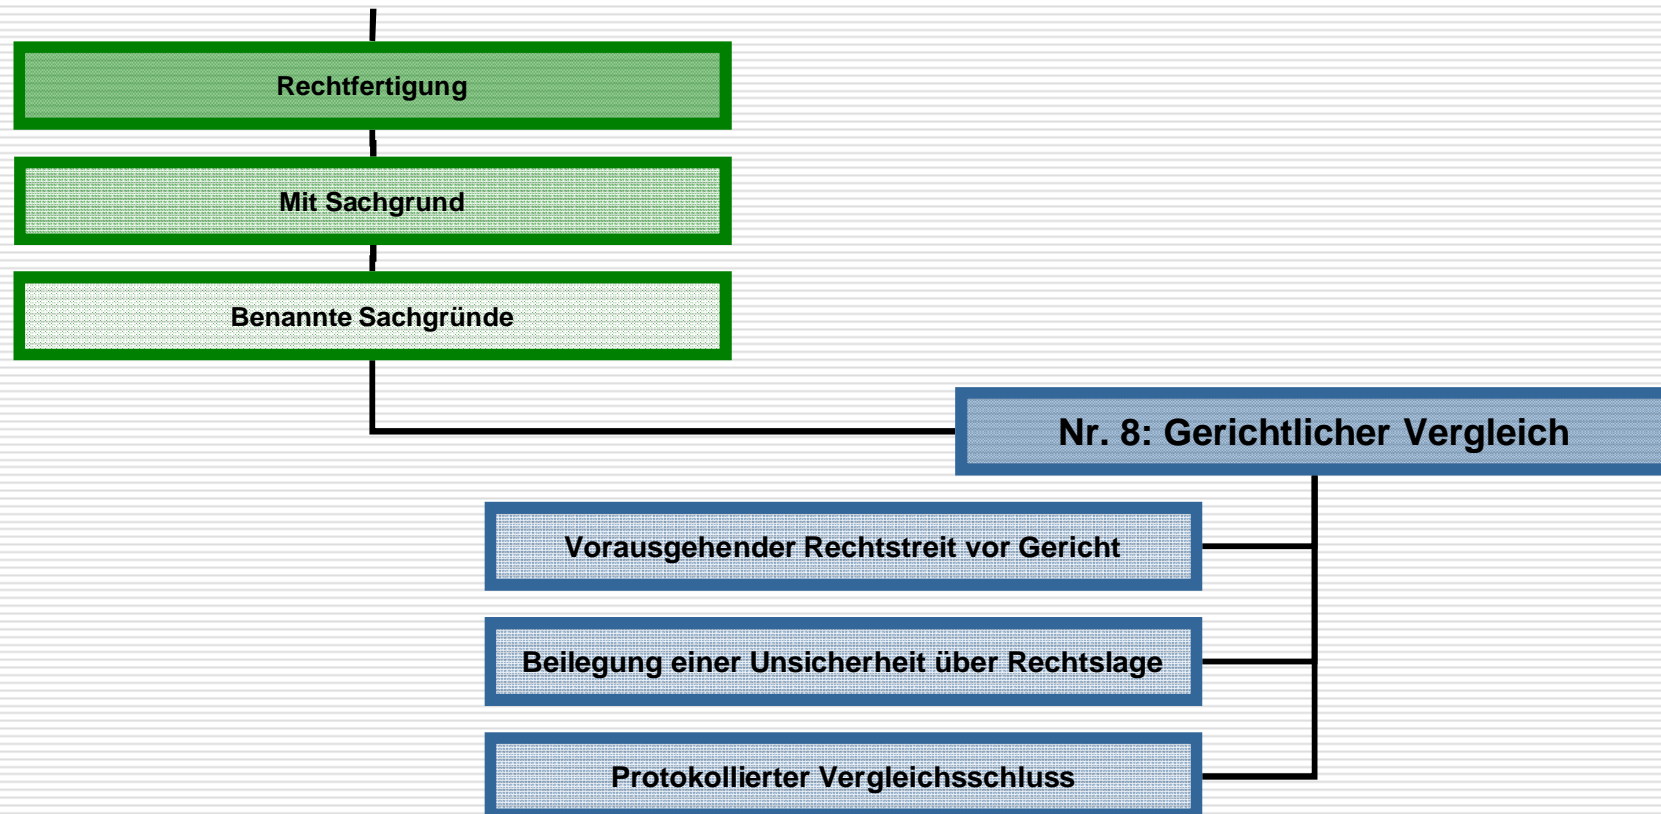 Rechtfertigung
Mit Sachgrund
Benannte Sachgründe
Nr. 8: Gerichtlicher Vergleich
Vorausgehender Rechtstreit vor Gericht
Beilegung einer Unsicherheit über Rechtslage
Protokollierter Vergleichsschluss